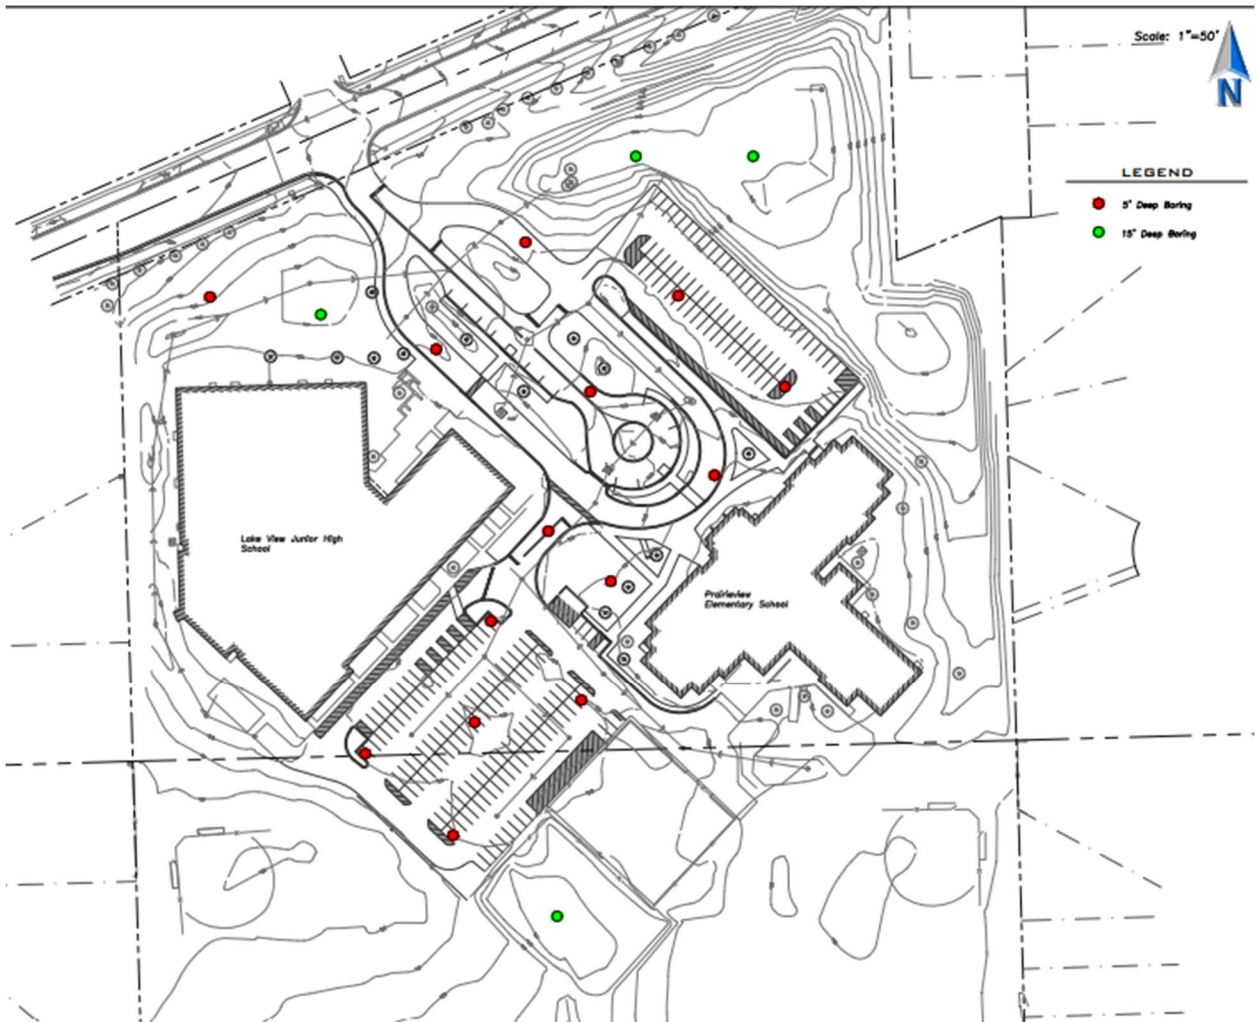 Scale: 1"=50'
N
LEGEND
5' Deep Boring
15' Deep Boring
Lake View Junior High
School
Prairieview
Elementary School